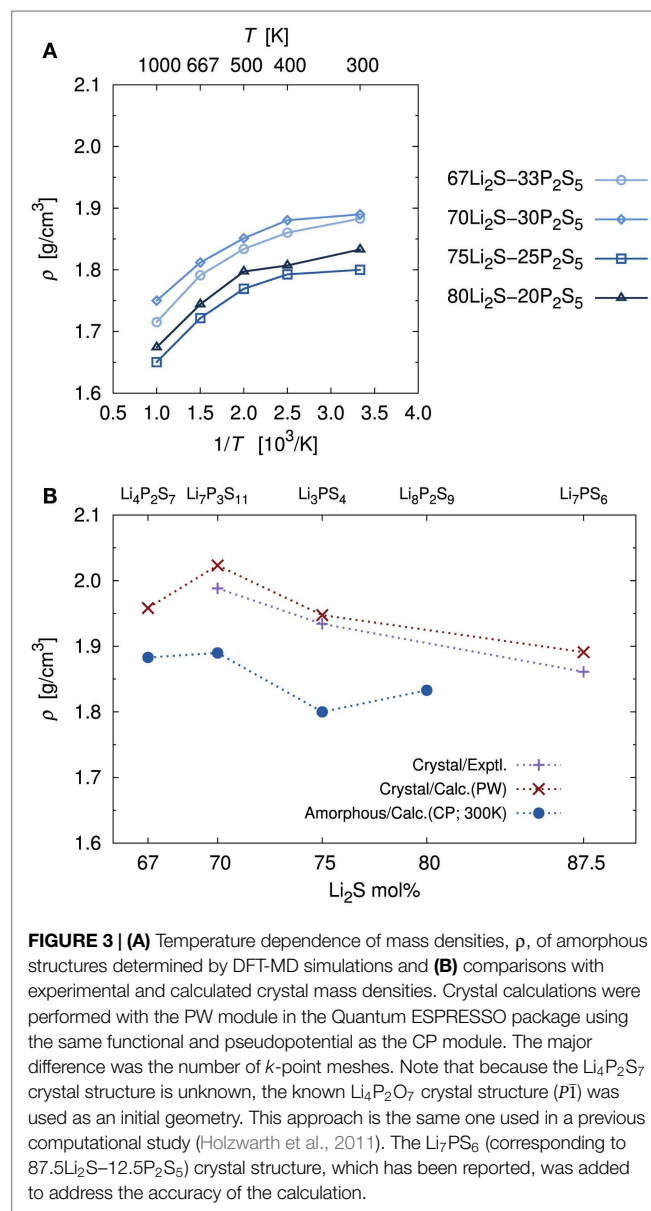 A
T [K]
1000 667 500 400 300
2.1
2.0
1.9
1.8
1.7
1.6
ρ [g/cm³]
0.5 1.0 1.5 2.0 2.5 3.0 3.5 4.0
1/T [10³/K]
67Li₂S–33P₂S₅
70Li₂S–30P₂S₅
75Li₂S–25P₂S₅
80Li₂S–20P₂S₅
B
Li₄P₂S₇ Li₇P₃S₁₁ Li₃PS₄ Li₈P₂S₉ Li₇PS₆
2.1
2.0
1.9
1.8
1.7
1.6
ρ [g/cm³]
Crystal/Exptl.
Crystal/Calc.(PW)
Amorphous/Calc.(CP; 300K)
67 70 75 80 87.5
Li₂S mol%
FIGURE 3 | (A) Temperature dependence of mass densities, ρ, of amorphous
structures determined by DFT-MD simulations and (B) comparisons with
experimental and calculated crystal mass densities. Crystal calculations were
performed with the PW module in the Quantum ESPRESSO package using
the same functional and pseudopotential as the CP module. The major
difference was the number of k-point meshes. Note that because the Li₄P₂S₇
crystal structure is unknown, the known Li₄P₂O₇ crystal structure (P1̄) was
used as an initial geometry. This approach is the same one used in a previous
computational study (Holzwarth et al., 2011). The Li₇PS₆ (corresponding to
87.5Li₂S–12.5P₂S₅) crystal structure, which has been reported, was added
to address the accuracy of the calculation.